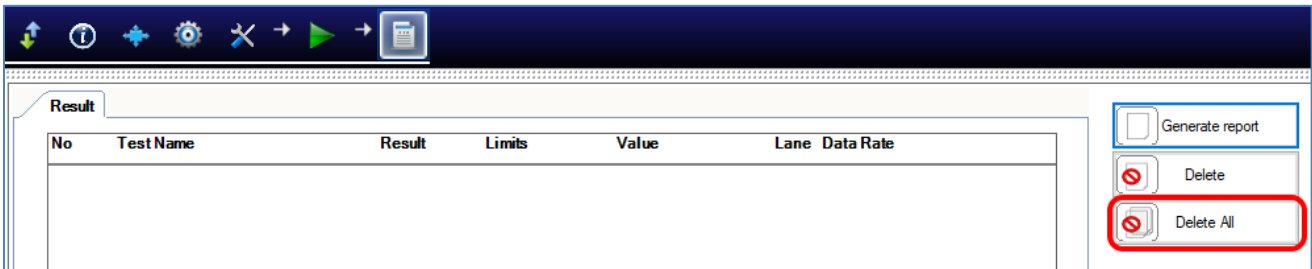 Result
No Test Name Result Limits Value Lane Data Rate
Generate report
Delete
Delete All